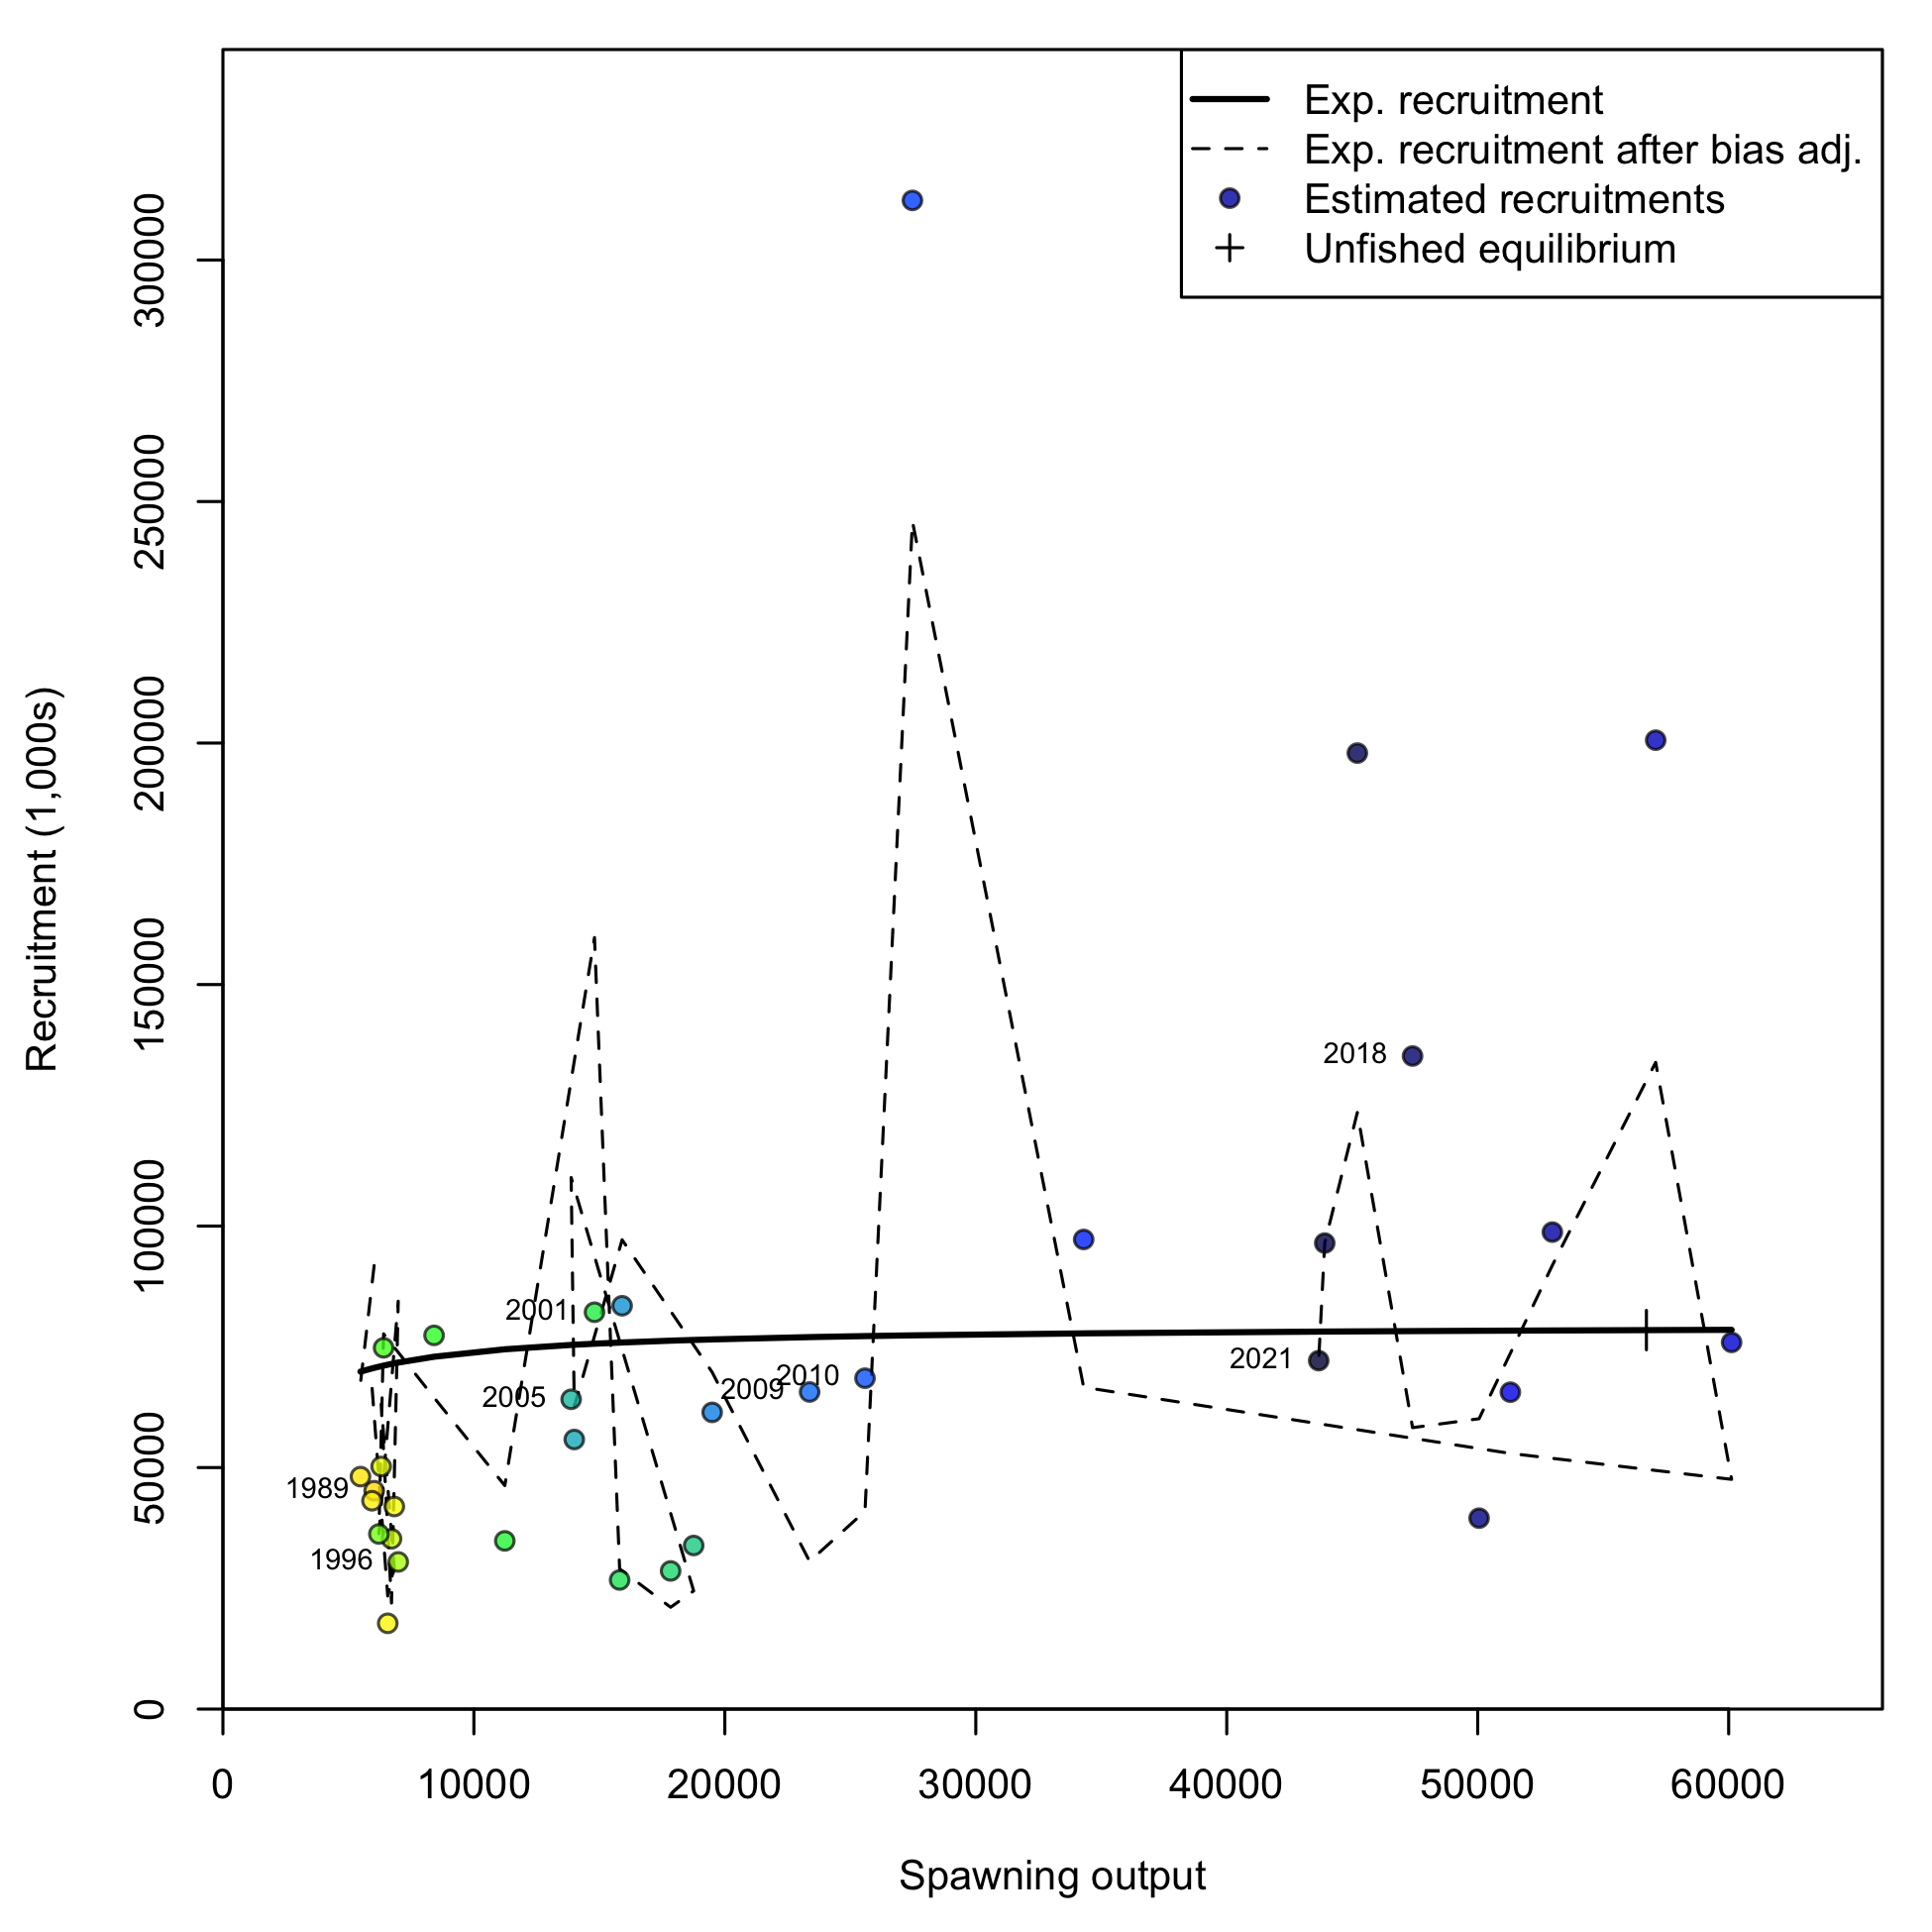 Exp. recruitment
Exp. recruitment after bias adj.
Estimated recruitments
Unfished equilibrium
Recruitment (1,000s)
300000
250000
200000
150000
100000
50000
0
2018
2001
2021
2010
2009
2005
1989
1996
0 10000 20000 30000 40000 50000 60000
Spawning output